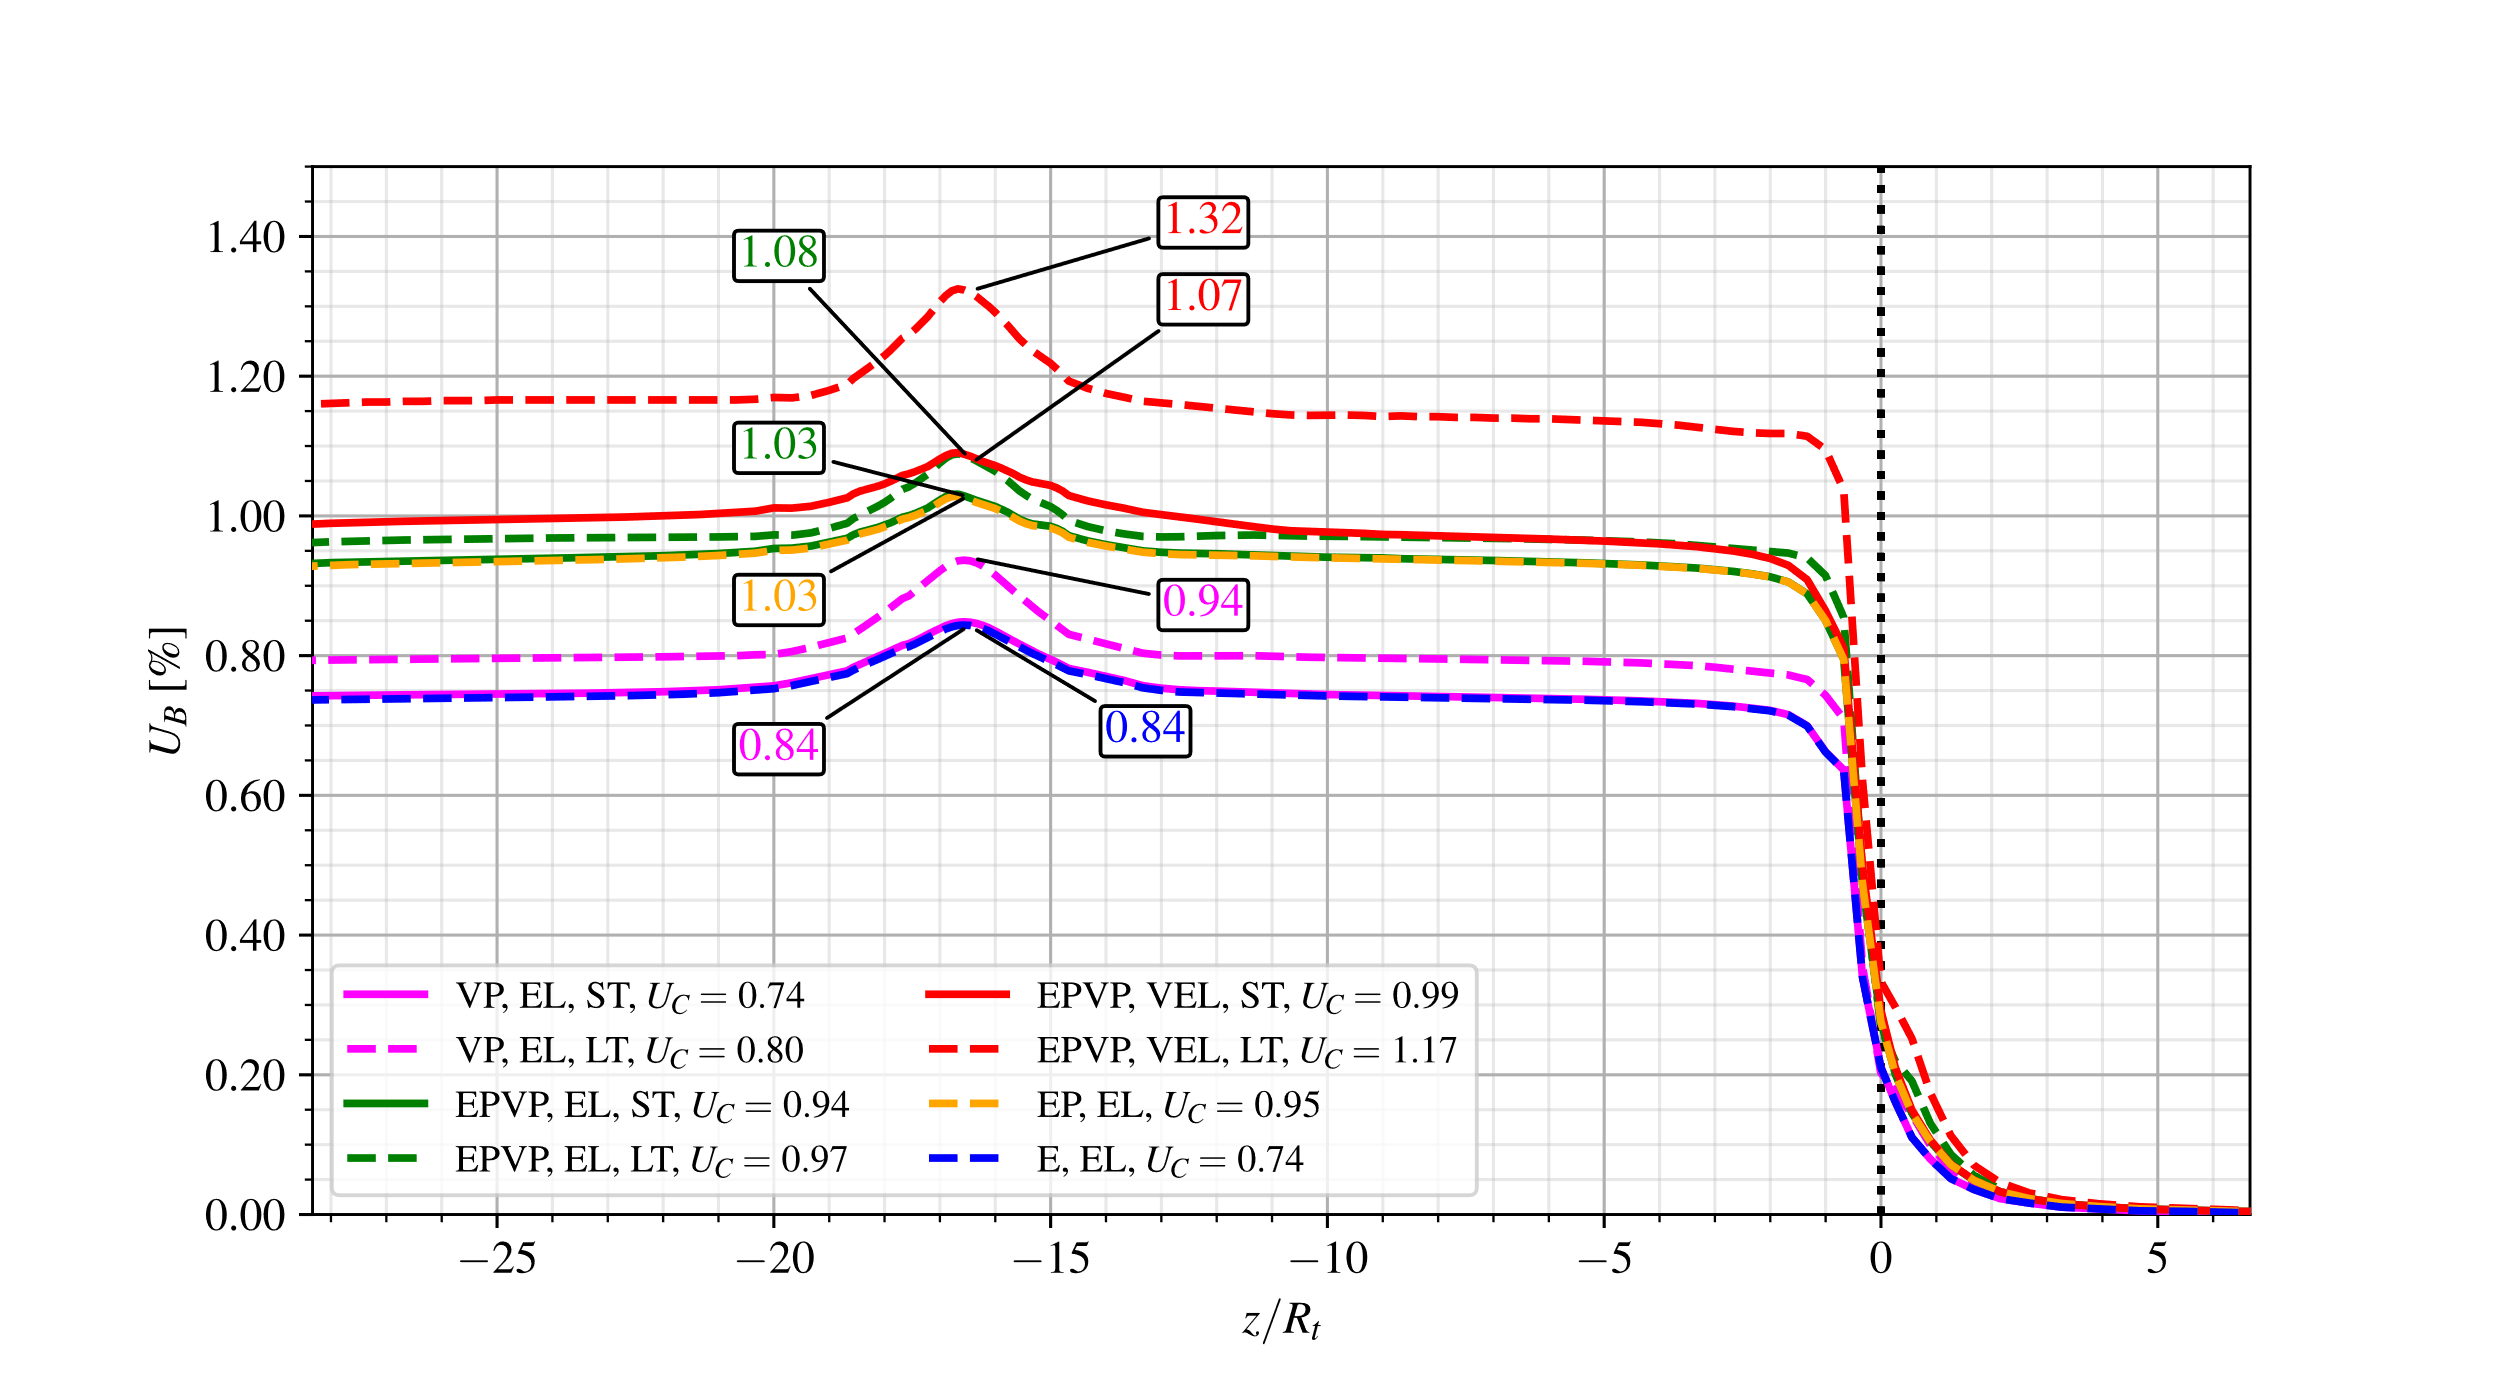 1.40
1.20
1.00
0.80
0.60
0.40
0.20
0.00
U_B [%]
1.08
1.32
1.07
1.03
1.03
0.94
0.84
0.84
VP, EL, ST, U_C = 0.74
VP, EL, LT, U_C = 0.80
EPVP, EL, ST, U_C = 0.94
EPVP, EL, LT, U_C = 0.97
EPVP, VEL, ST, U_C = 0.99
EPVP, VEL, LT, U_C = 1.17
EP, EL, U_C = 0.95
E, EL, U_C = 0.74
−25 −20 −15 −10 −5 0 5
z/R_t